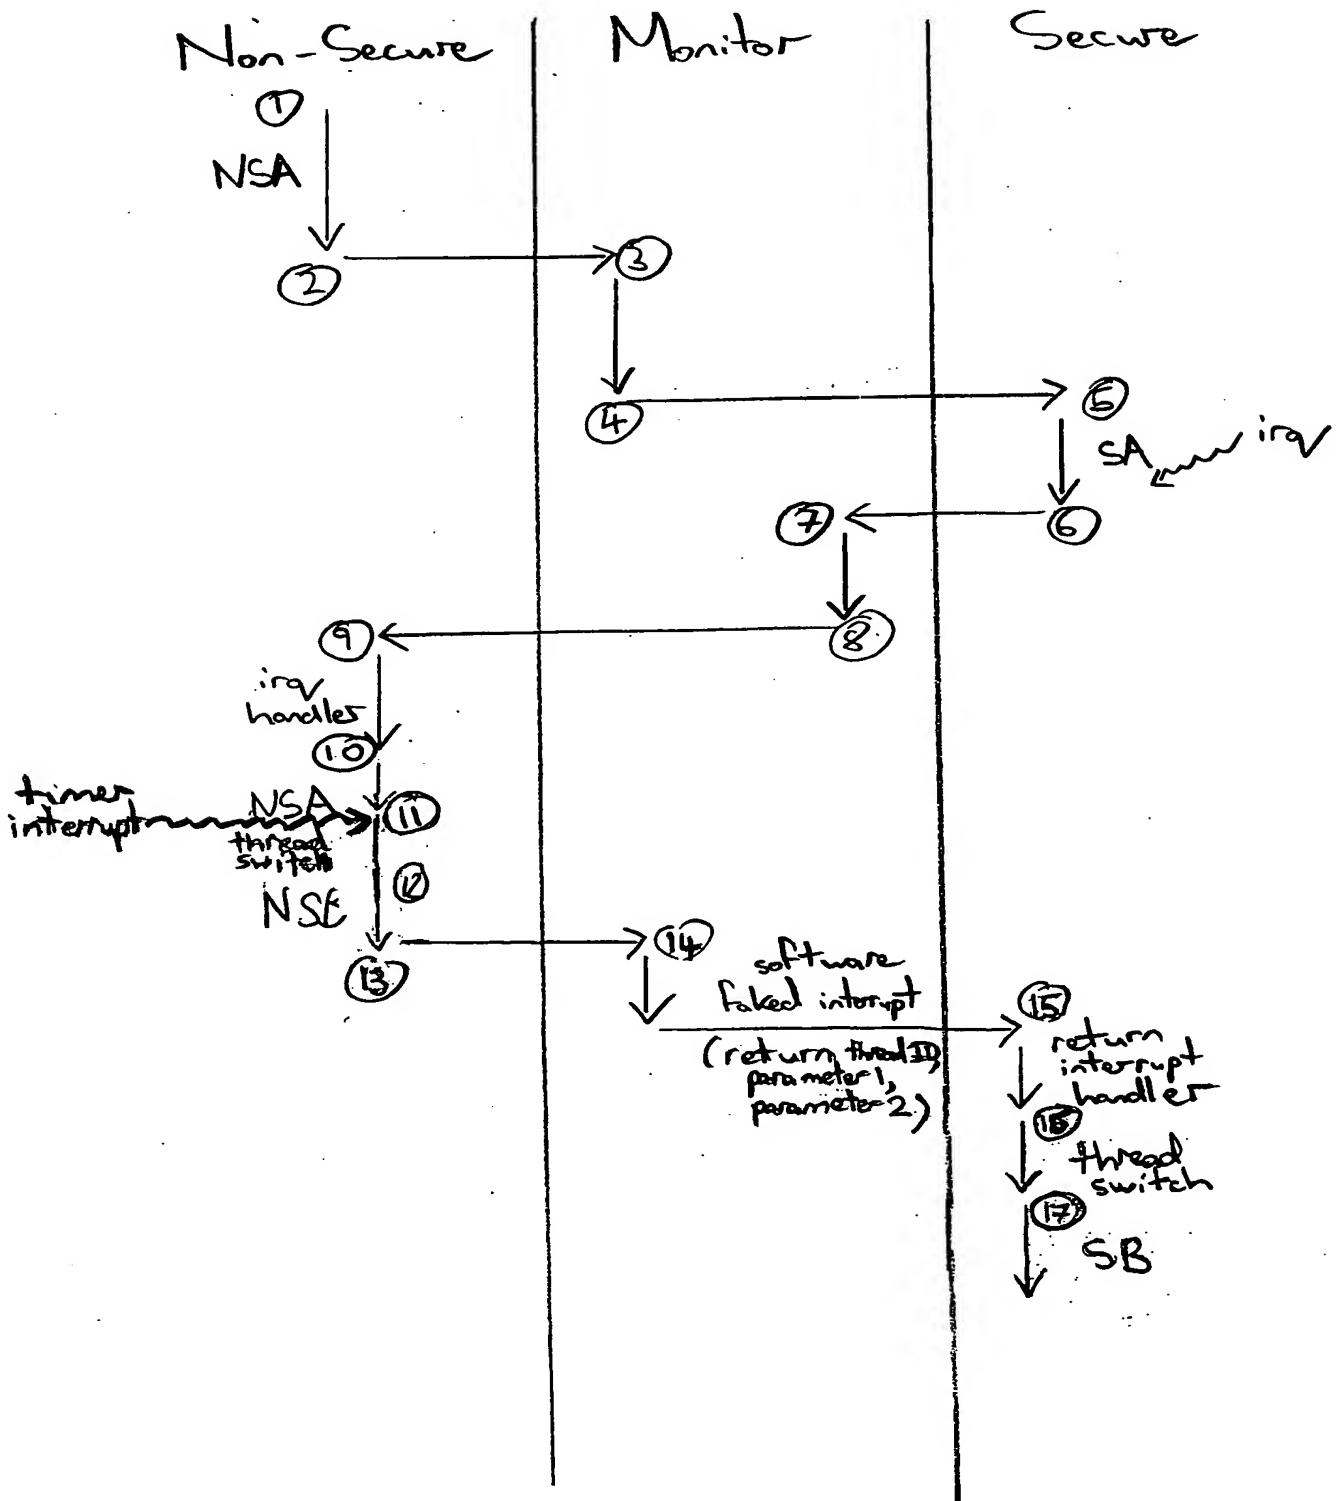 Non-Secure Monitor Secure
①
NSA
② ③
④ ⑤
SA irq
⑦ ⑥
⑨ ⑧
irq
handler
⑩
timer
interrupt
NSA
⑪
thread
switch
⑫
⑬ ⑭
software
faked interrupt
(return, thread ID,
parameter 1,
parameter 2)
⑮
return
interrupt
handler
⑯
thread
switch
⑰
SB